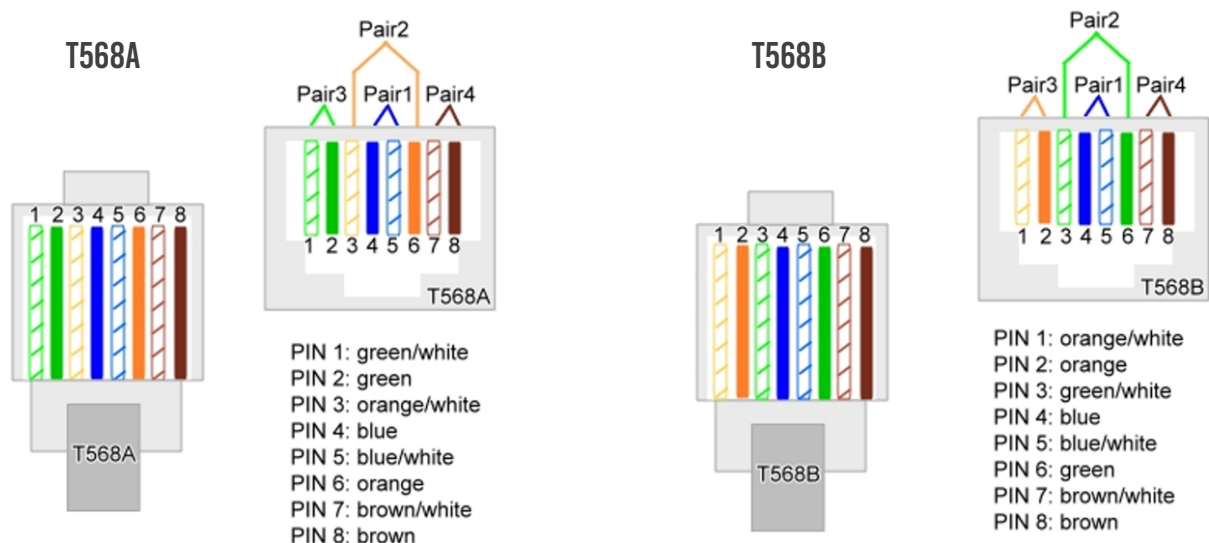 T568A
Pair2
Pair3 Pair1 Pair4
1 2 3 4 5 6 7 8
T568A
1 2 3 4 5 6 7 8
T568A
PIN 1: green/white
PIN 2: green
PIN 3: orange/white
PIN 4: blue
PIN 5: blue/white
PIN 6: orange
PIN 7: brown/white
PIN 8: brown
T568B
Pair2
Pair3 Pair1 Pair4
1 2 3 4 5 6 7 8
T568B
1 2 3 4 5 6 7 8
T568B
PIN 1: orange/white
PIN 2: orange
PIN 3: green/white
PIN 4: blue
PIN 5: blue/white
PIN 6: green
PIN 7: brown/white
PIN 8: brown